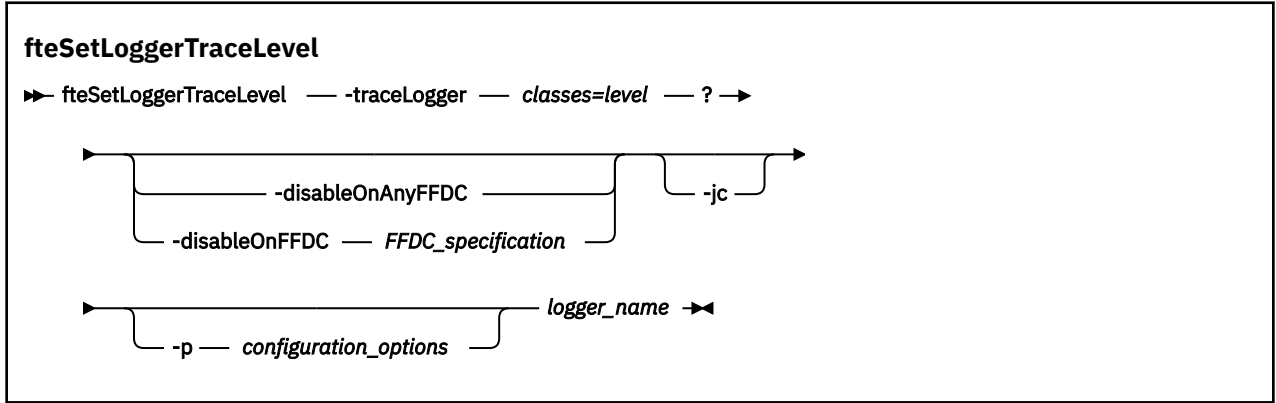 fteSetLoggerTraceLevel
fteSetLoggerTraceLevel -traceLogger classes=level ?
-disableOnAnyFFDC -jc
-disableOnFFDC FFDC_specification
logger_name
-p configuration_options